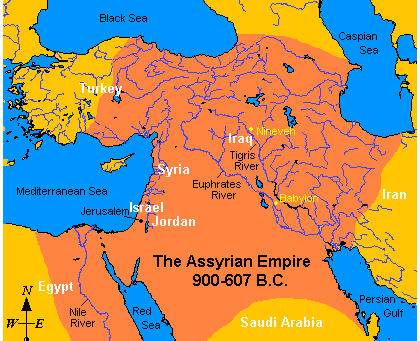 Black Sea
Caspian
Sea
Turkey
Iraq
Nineveh
Tigris
River
Syria
Euphrates
River
Mediterranean Sea
Iran
Babylon
Israel
Jerusalem
Jordan
The Assyrian Empire
900-607 B.C.
Egypt
N
W E
Nile
River
Red
Sea
Saudi Arabia
Persian
Gulf